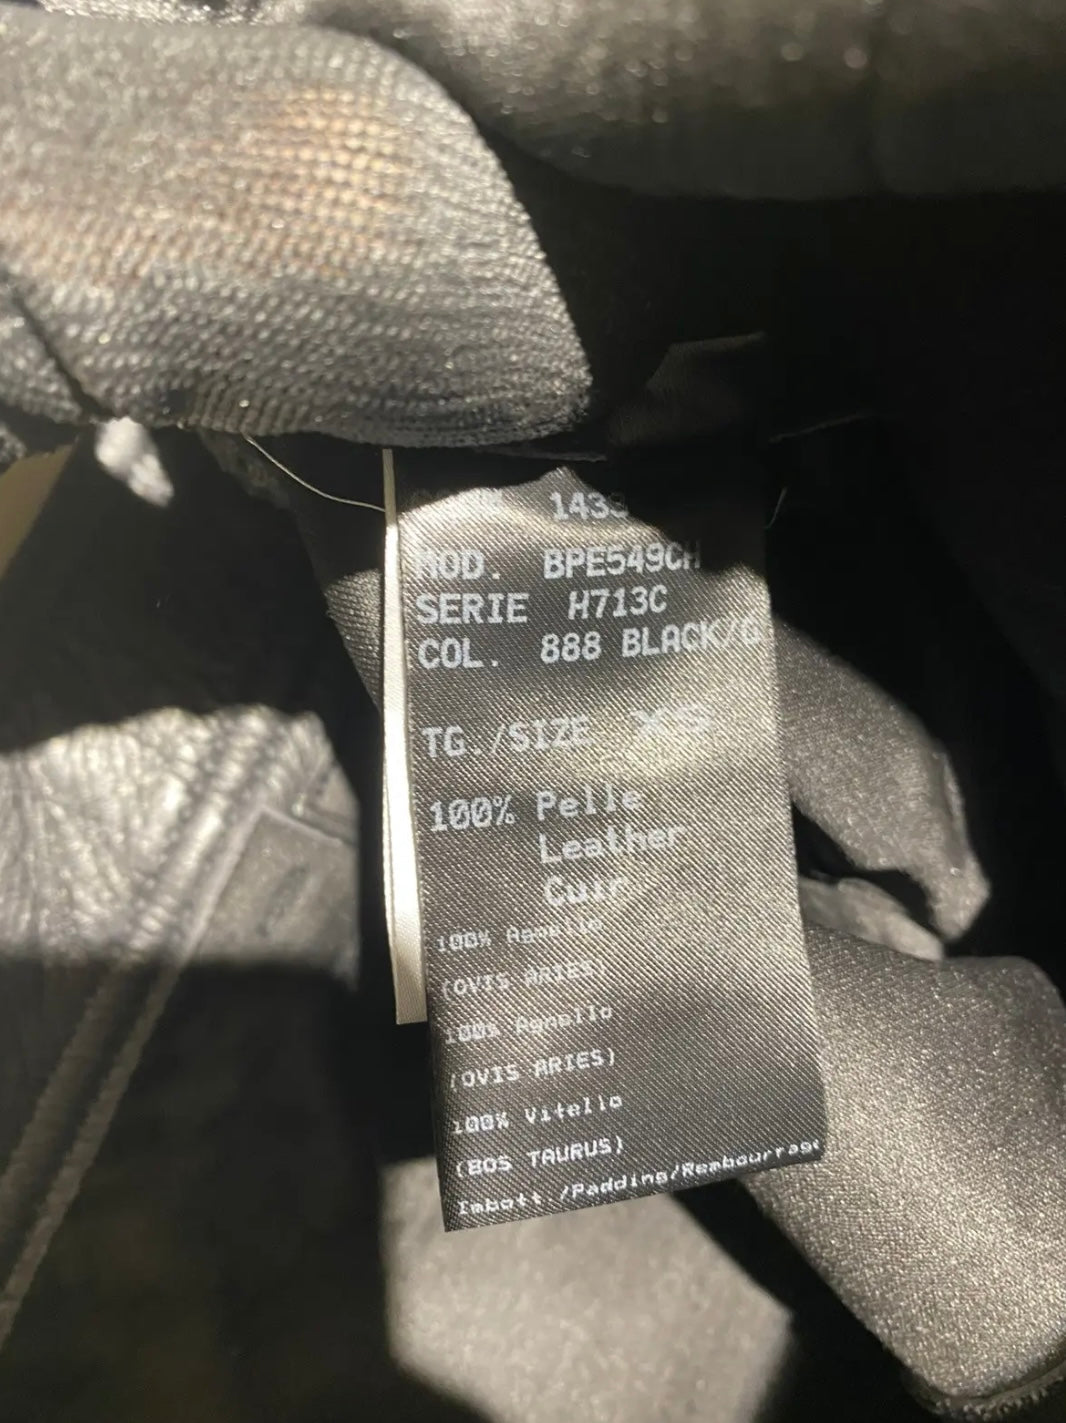 143
MOD. BPE549CH
SERIE H713C
COL. 888 BLACK/G
TG./SIZE XS
100% Pelle
Leather
Cuir
100% Agnello
(OVIS ARIES)
100% Agnello
(OVIS ARIES)
100% Vitello
(BOS TAURUS)
Imbott /Padding/Rembourrage